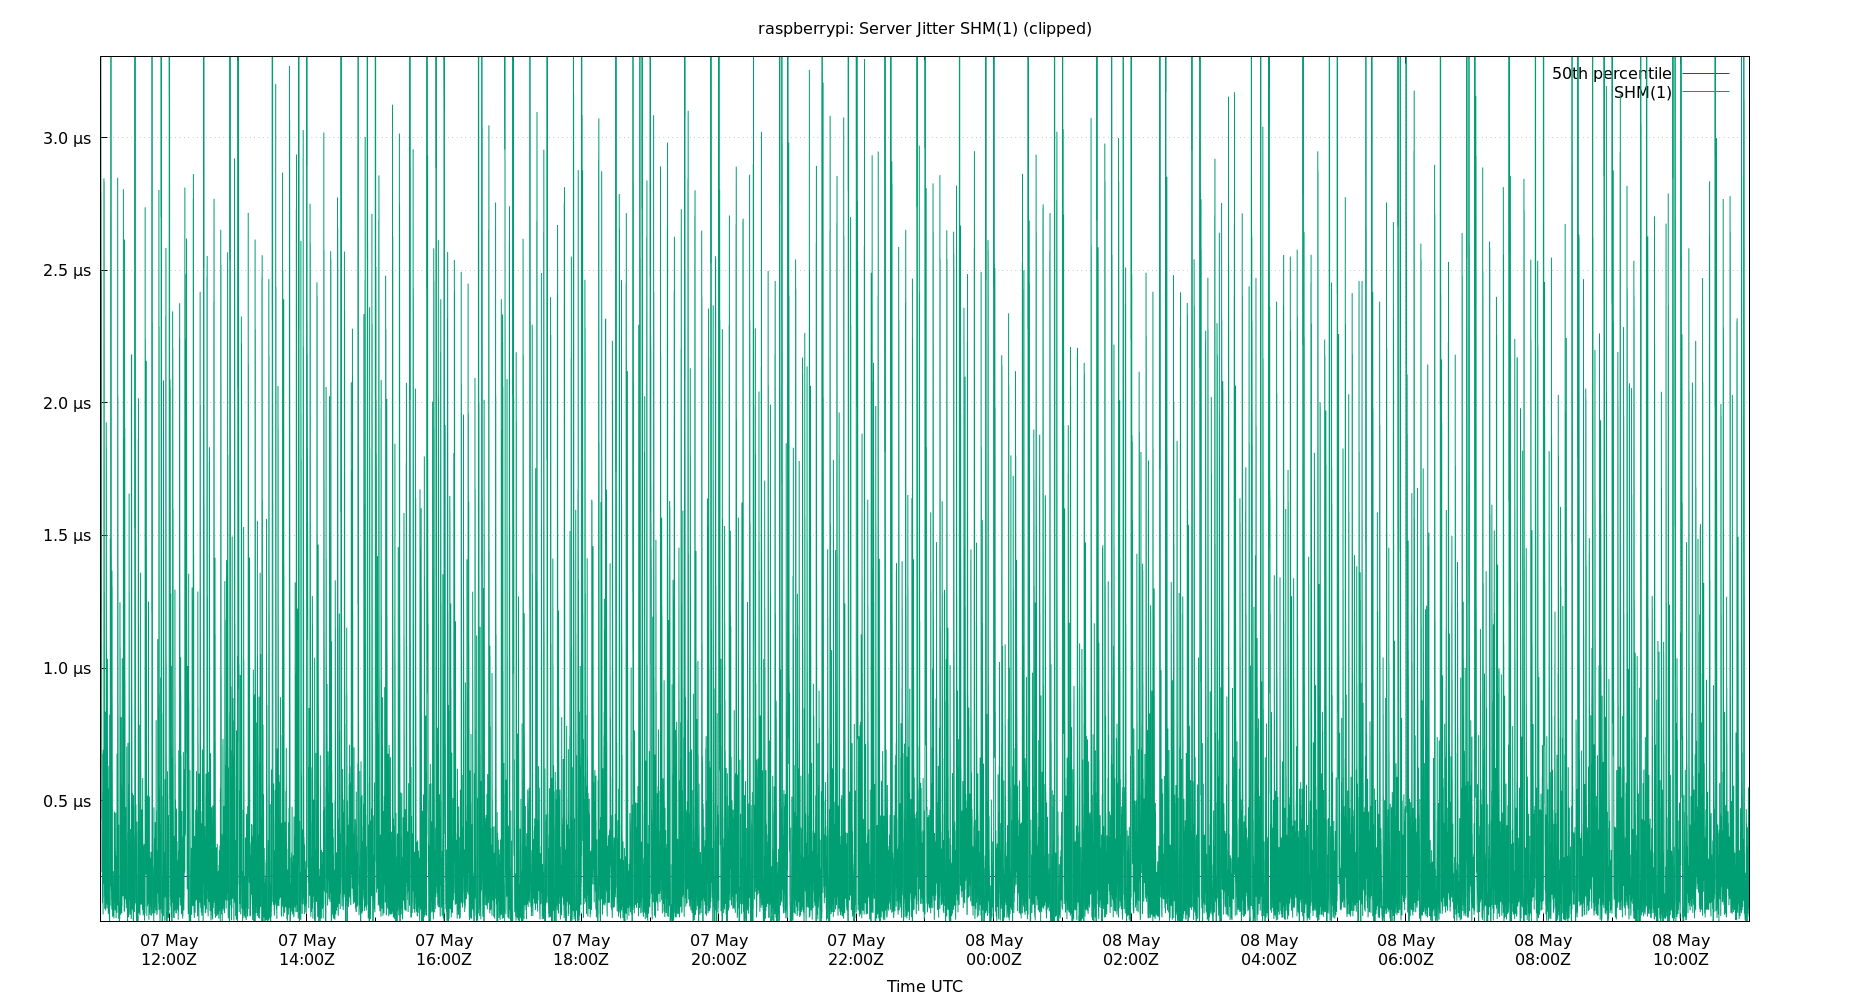 raspberrypi: Server Jitter SHM(1) (clipped)
50th percentile
SHM(1)
3.0 µs
2.5 µs
2.0 µs
1.5 µs
1.0 µs
0.5 µs
07 May 07 May 07 May 07 May 07 May 07 May 08 May 08 May 08 May 08 May 08 May 08 May
12:00Z 14:00Z 16:00Z 18:00Z 20:00Z 22:00Z 00:00Z 02:00Z 04:00Z 06:00Z 08:00Z 10:00Z
Time UTC